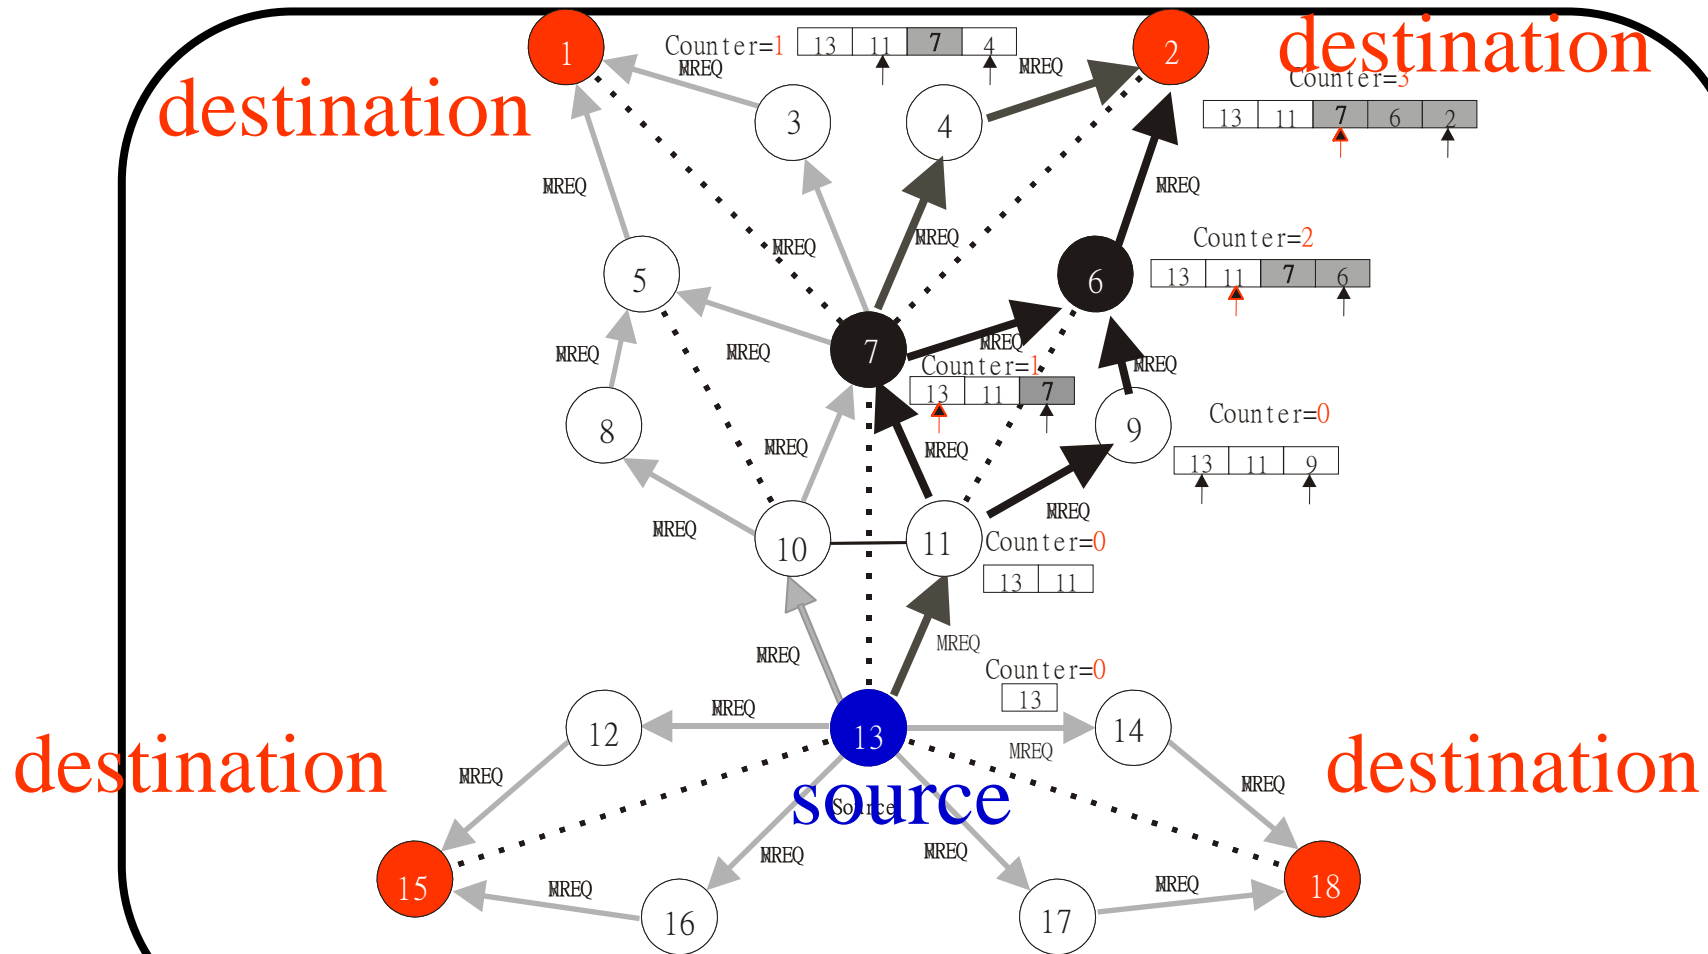 1
Counter=1
13 11 7 4
2
destination
Counter=3
destination
MREQ
MREQ
13 11 7 6 2
3
4
MREQ
MREQ
Counter=2
MREQ
MREQ
5
6
13 11 7 6
7
MREQ
MREQ
MREQ
Counter=1
MREQ
13 11 7
8
9
Counter=0
MREQ
MREQ
13 11 9
MREQ
MREQ
10
11
Counter=0
13 11
MREQ
MREQ
Counter=0
13
MREQ
12
13
14
MREQ
destination
destination
MREQ
MREQ
source
Source
MREQ
MREQ
15
MREQ
MREQ
18
16
17